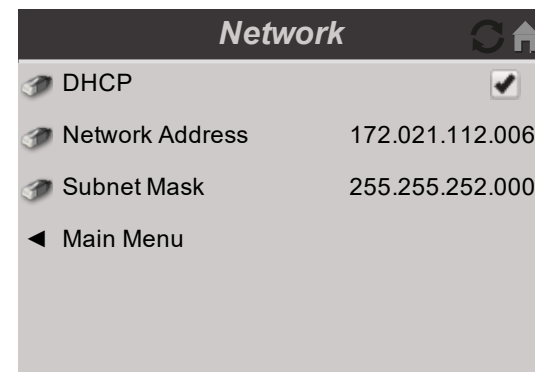 Network
DHCP
Network Address 172.021.112.006
Subnet Mask 255.255.252.000
Main Menu